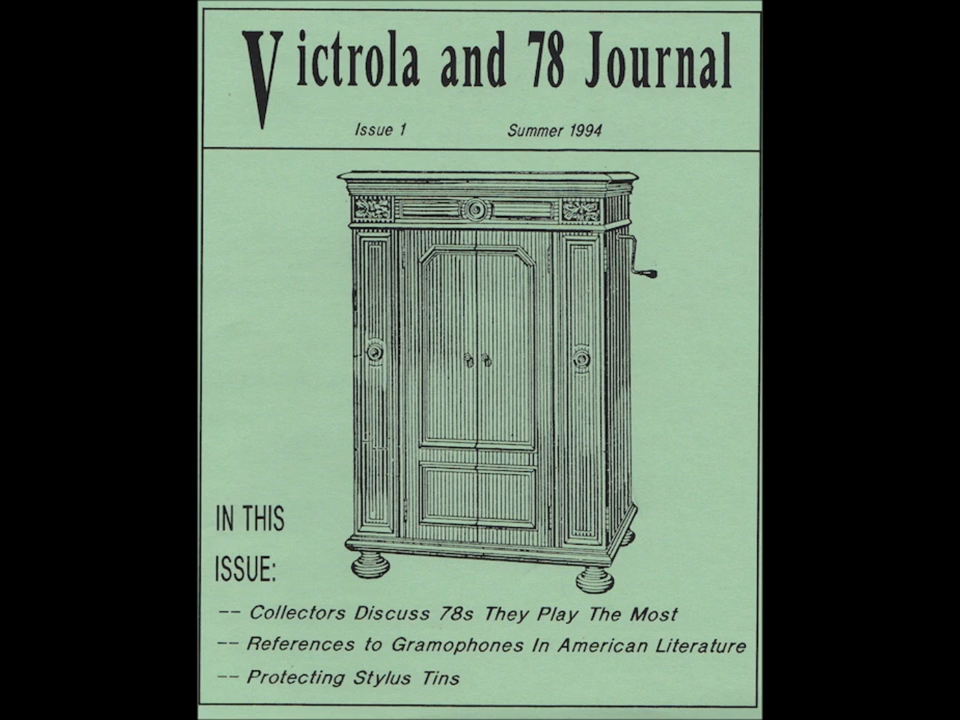 Victrola and 78 Journal
Issue 1 Summer 1994
IN THIS
ISSUE:
-- Collectors Discuss 78s They Play The Most
-- References to Gramophones In American Literature
-- Protecting Stylus Tins